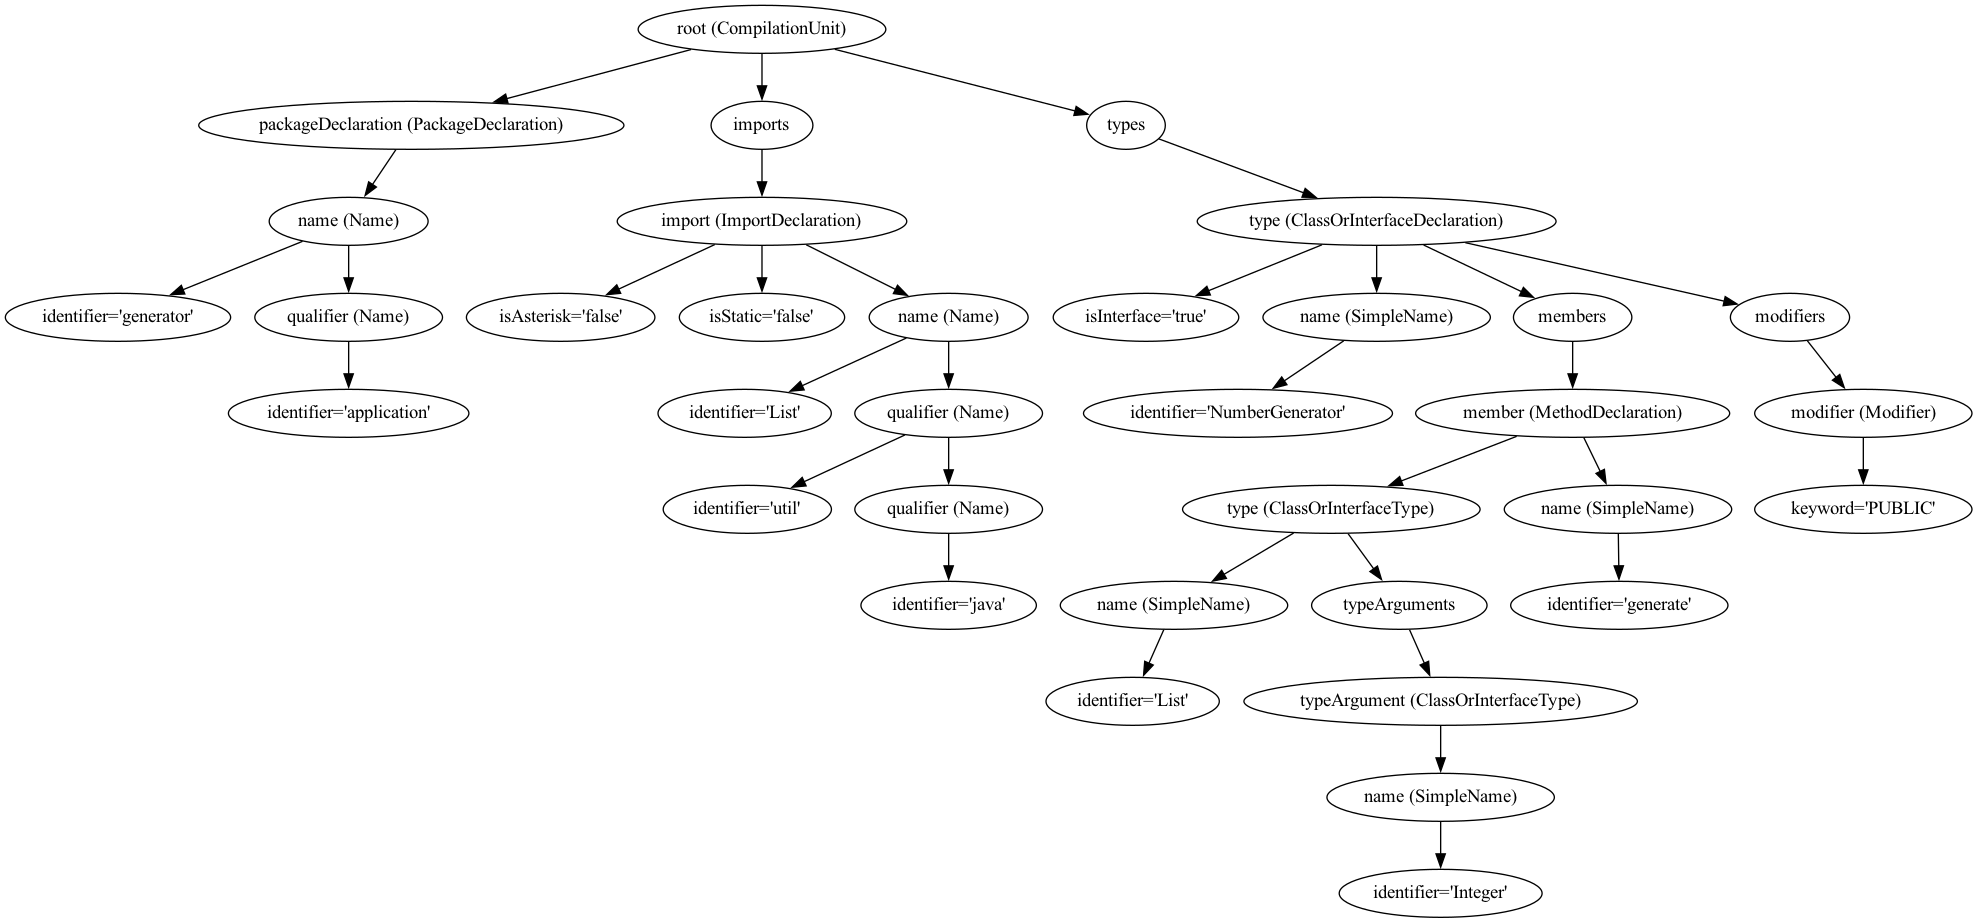 root (CompilationUnit)
packageDeclaration (PackageDeclaration)
imports
types
name (Name)
import (ImportDeclaration)
type (ClassOrInterfaceDeclaration)
identifier='generator'
qualifier (Name)
isAsterisk='false'
isStatic='false'
name (Name)
isInterface='true'
name (SimpleName)
members
modifiers
identifier='application'
identifier='List'
qualifier (Name)
identifier='NumberGenerator'
member (MethodDeclaration)
modifier (Modifier)
identifier='util'
qualifier (Name)
type (ClassOrInterfaceType)
name (SimpleName)
keyword='PUBLIC'
identifier='java'
name (SimpleName)
typeArguments
identifier='generate'
identifier='List'
typeArgument (ClassOrInterfaceType)
name (SimpleName)
identifier='Integer'